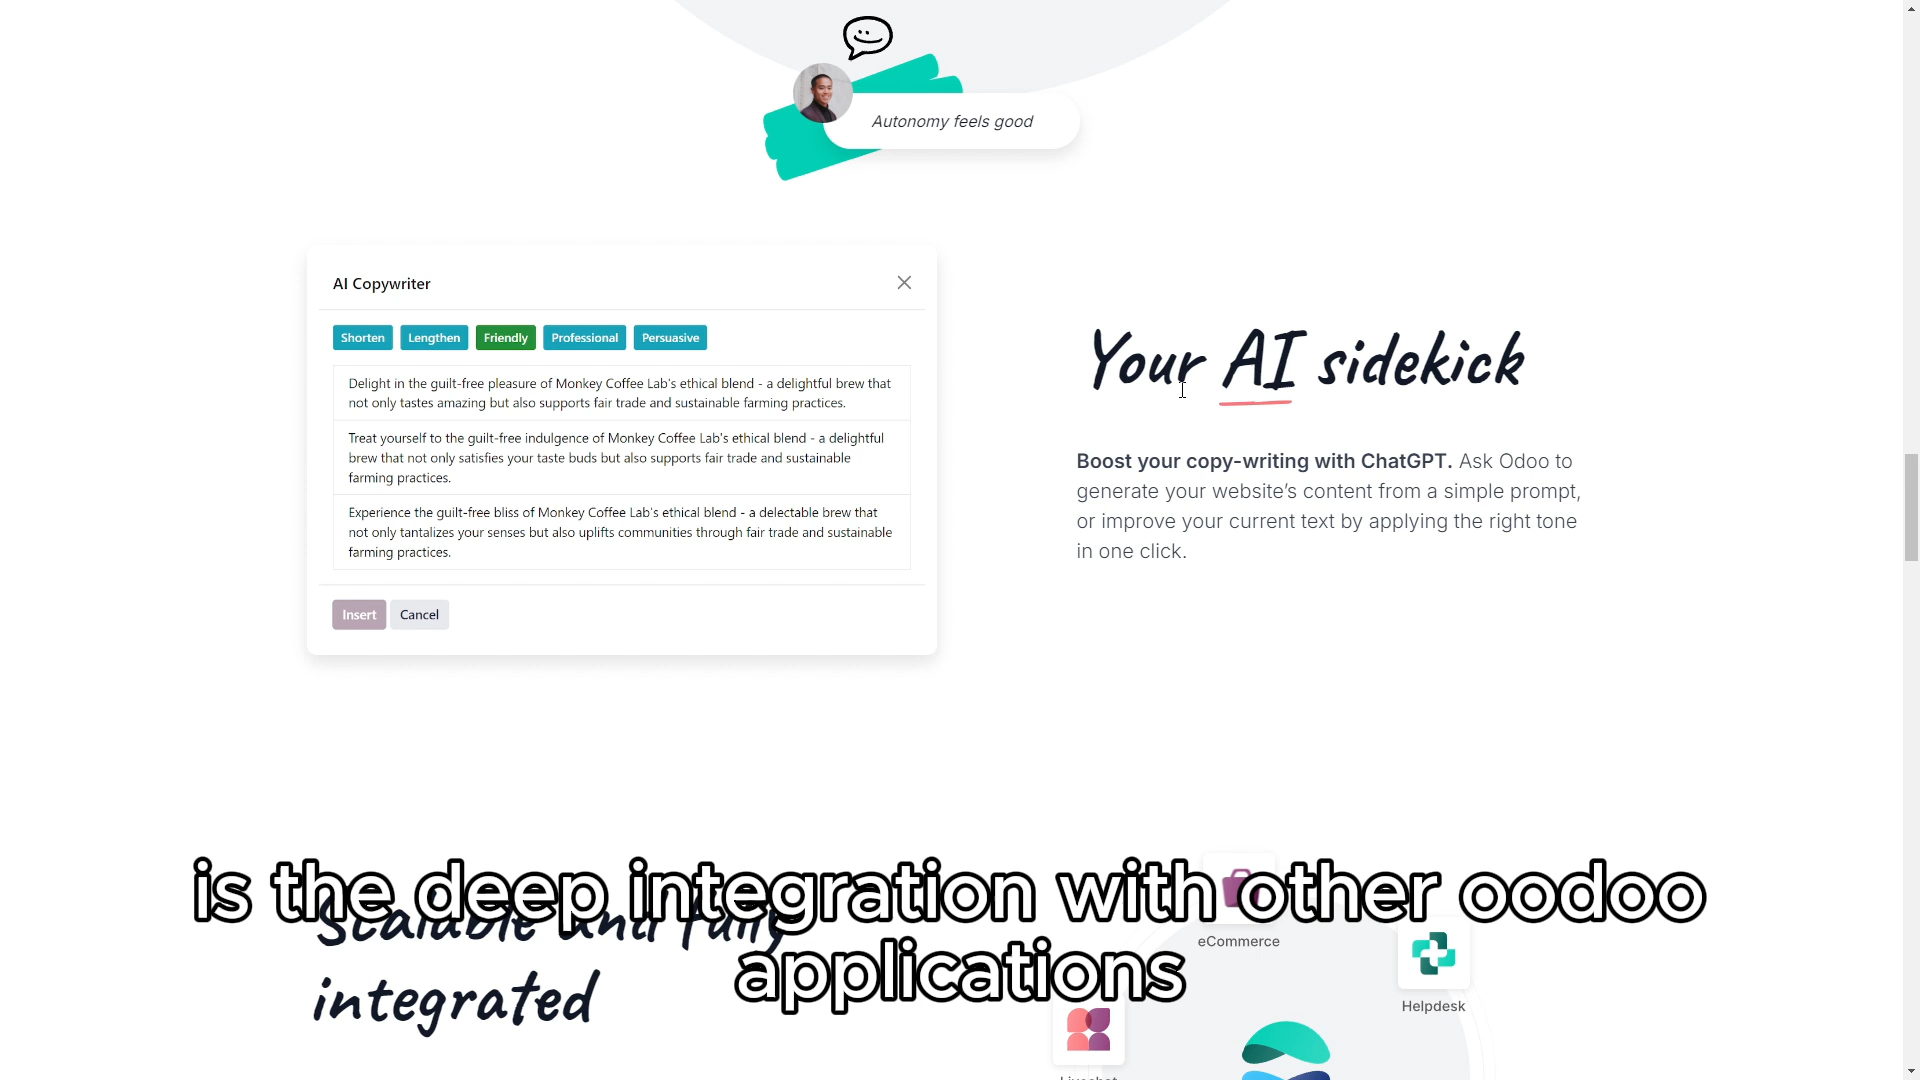 Autonomy feels good
AI Copywriter
Shorten Lengthen Friendly Professional Persuasive
Delight in the guilt-free pleasure of Monkey Coffee Lab's ethical blend - a delightful brew that
not only tastes amazing but also supports fair trade and sustainable farming practices.
Treat yourself to the guilt-free indulgence of Monkey Coffee Lab's ethical blend - a delightful
brew that not only satisfies your taste buds but also supports fair trade and sustainable
farming practices.
Experience the guilt-free bliss of Monkey Coffee Lab's ethical blend - a delectable brew that
not only tantalizes your senses but also uplifts communities through fair trade and sustainable
farming practices.
Insert Cancel
Your AI sidekick
Boost your copy-writing with ChatGPT. Ask Odoo to
generate your website's content from a simple prompt,
or improve your current text by applying the right tone
in one click.
Scalable and fully
integrated
is the deep integration with other oodoo
applications
eCommerce
Helpdesk
Livechat